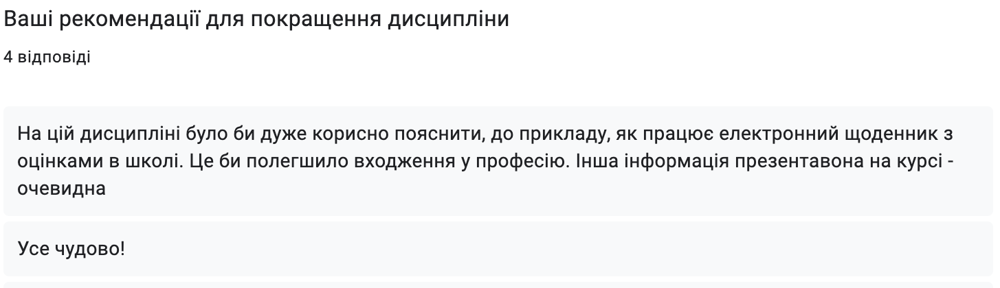 Ваші рекомендації для покращення дисципліни
4 відповіді
На цій дисципліні було би дуже корисно пояснити, до прикладу, як працює електронний щоденник з
оцінками в школі. Це би полегшило входження у професію. Інша інформація презентавона на курсі -
очевидна
Усе чудово!